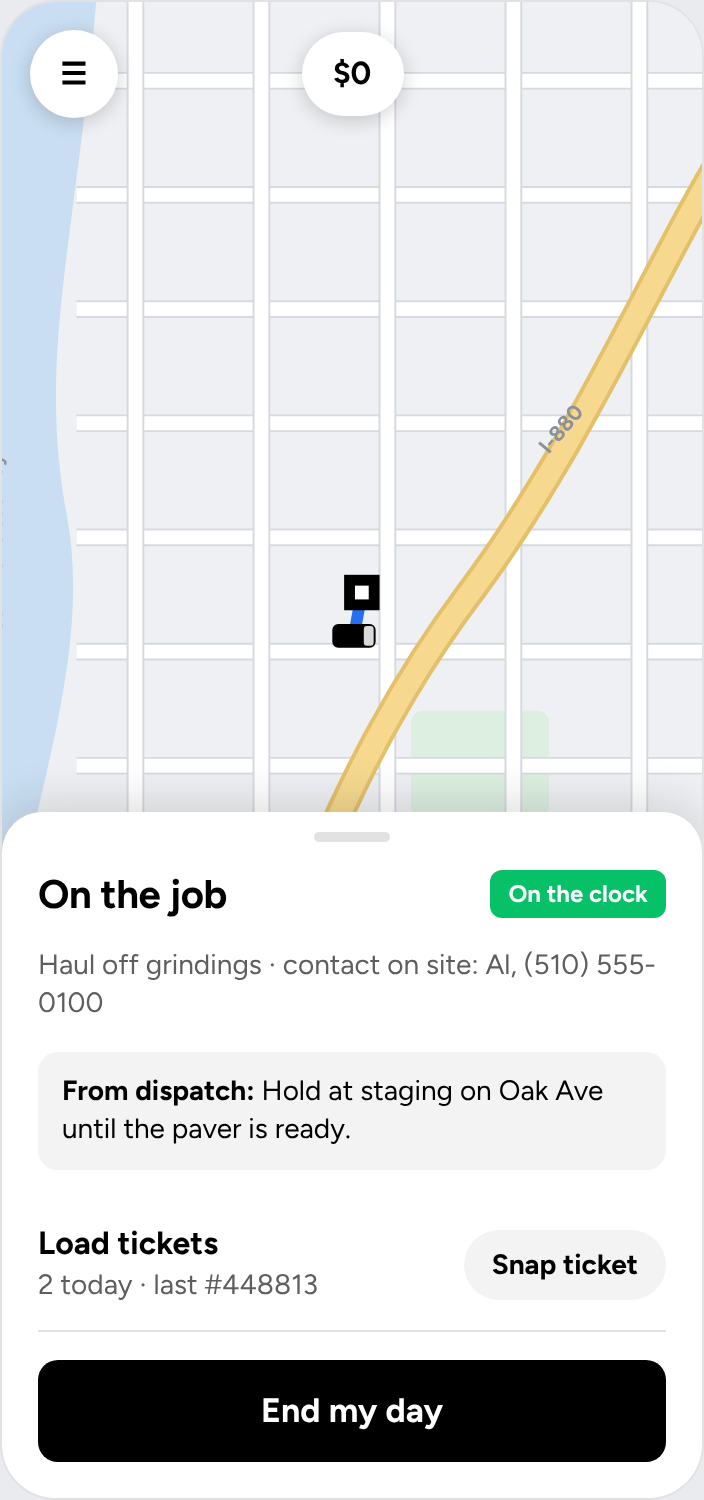 ☰
$0
I-880
On the job
On the clock
Haul off grindings · contact on site: Al, (510) 555-
0100
From dispatch: Hold at staging on Oak Ave
until the paver is ready.
Load tickets
2 today · last #448813
Snap ticket
End my day